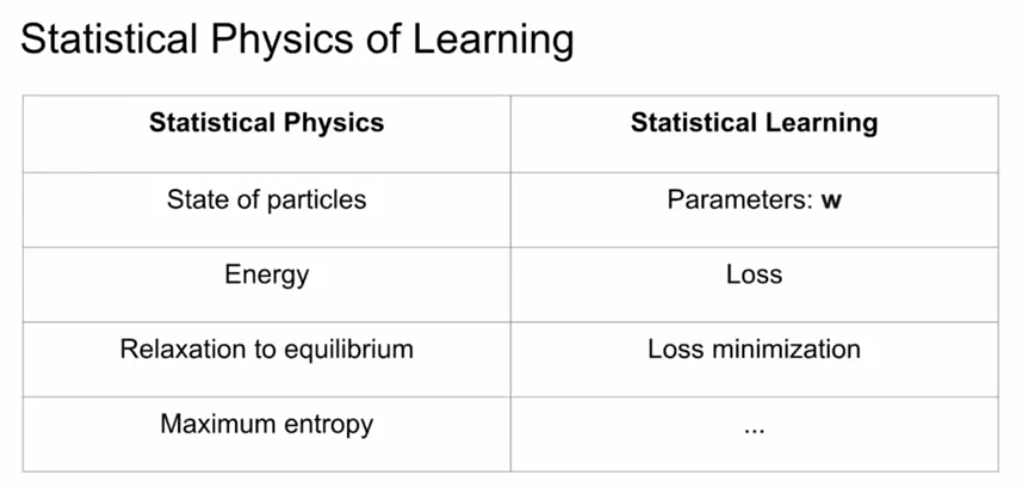 Statistical Physics of Learning
Statistical Physics
Statistical Learning
State of particles
Parameters: w
Energy
Loss
Relaxation to equilibrium
Loss minimization
Maximum entropy
...